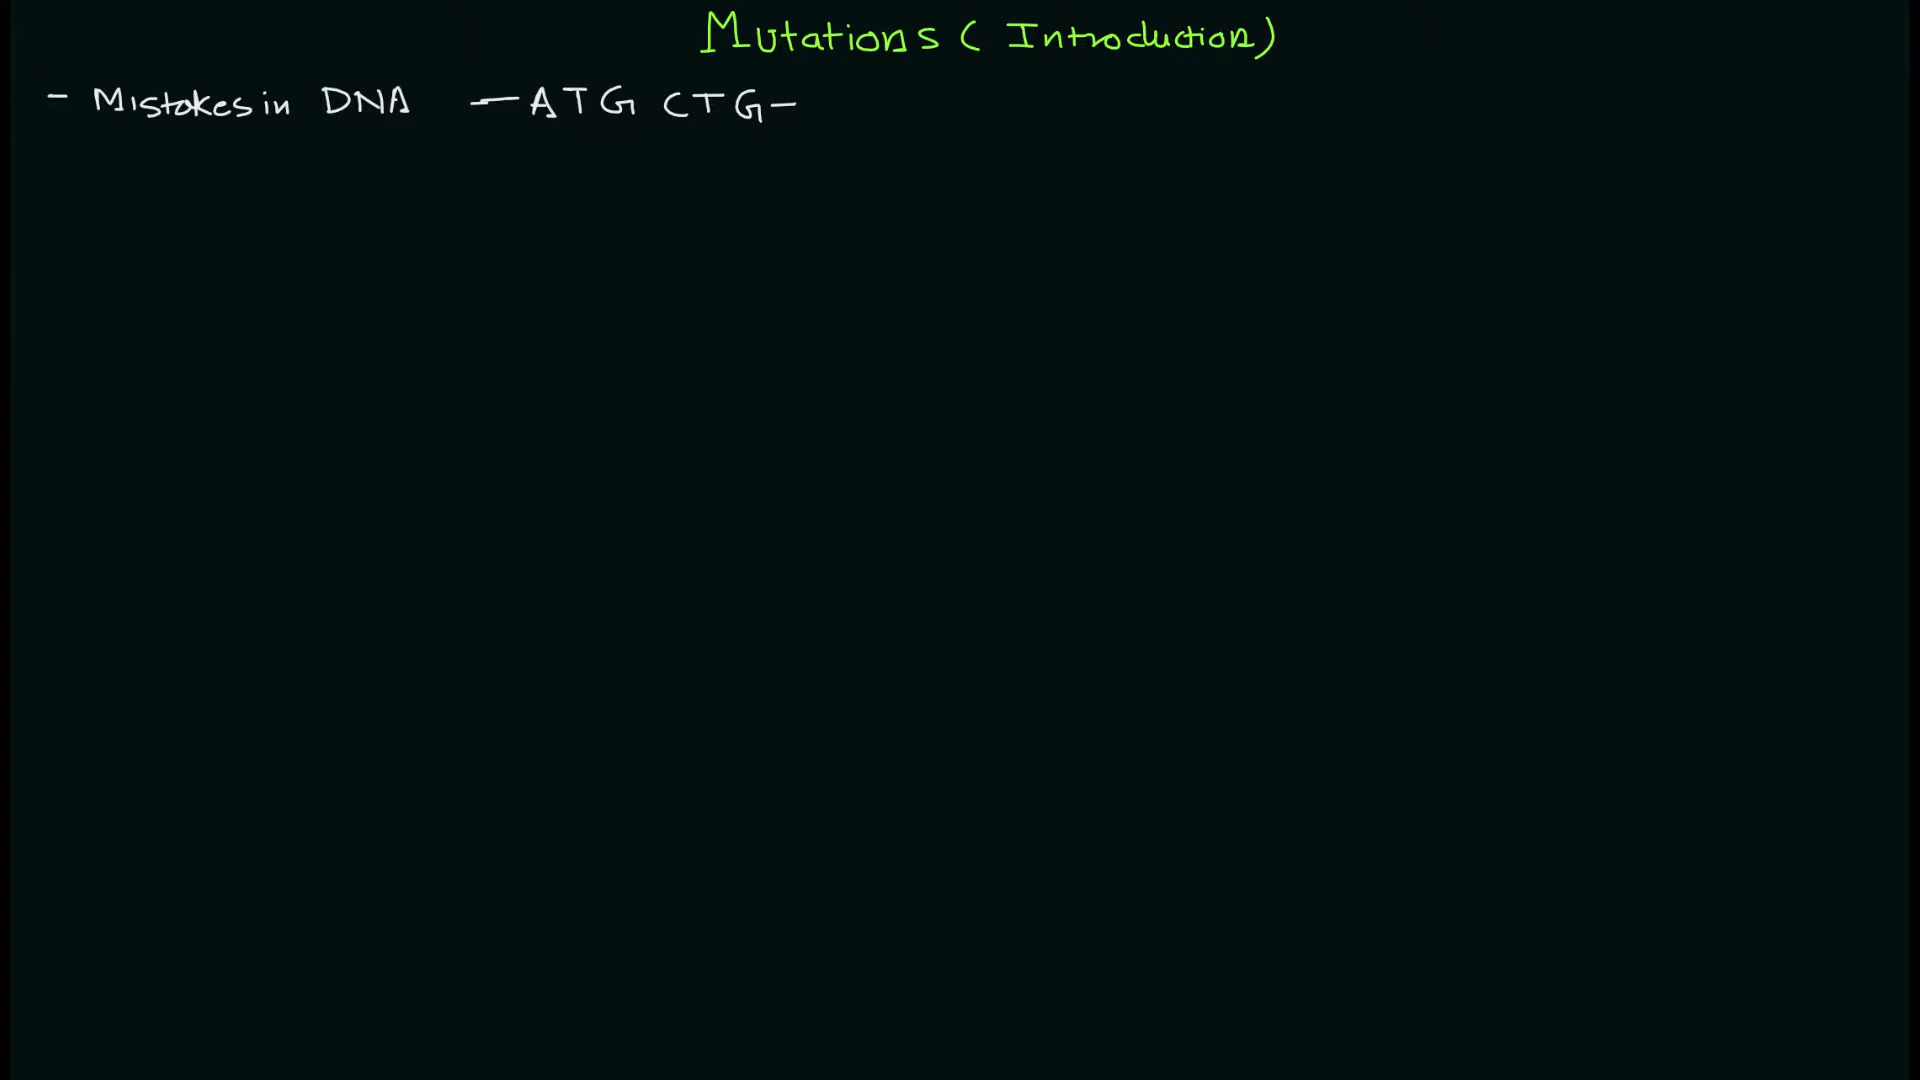 Mutations ( Introduction)
- Mistakes in DNA — ATG CTG -